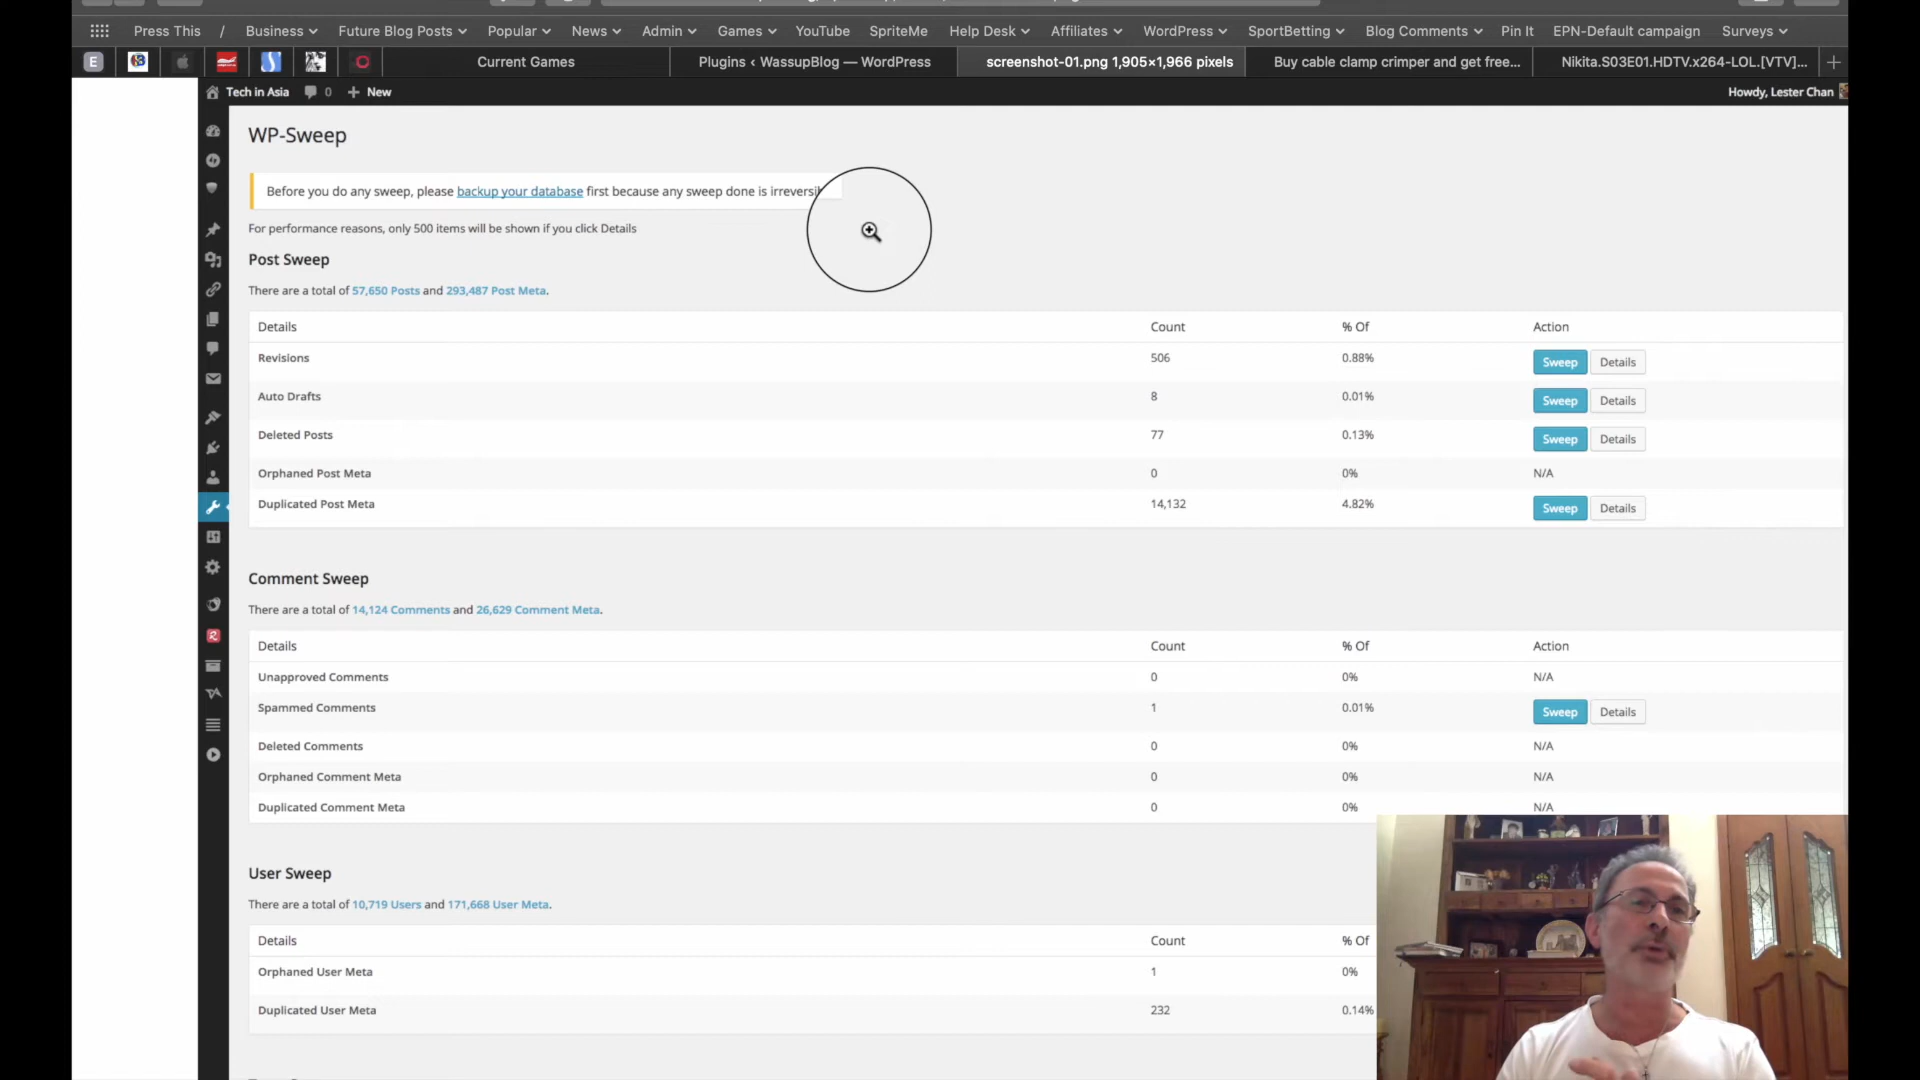 Press This / Business Future Blog Posts Popular News Admin Games YouTube SpriteMe Help Desk Affiliates WordPress SportBetting Blog Comments Pin It EPN-Default campaign Surveys
E Current Games Plugins ‹ WassupBlog — WordPress screenshot-01.png 1,905×1,966 pixels Buy cable clamp crimper and get free... Nikita.S03E01.HDTV.x264-LOL.[VTV]...
Tech in Asia 0 + New Howdy, Lester Chan
WP-Sweep
Before you do any sweep, please backup your database first because any sweep done is
For performance reasons, only 500 items will be shown if you click Details
Post Sweep
There are a total of 57,650 Posts and 293,487 Post Meta.
Details Count % Of Action
Revisions 506 0.88% Sweep Details
Auto Drafts 8 0.01% Sweep Details
Deleted Posts 77 0.13% Sweep Details
Orphaned Post Meta 0 0% N/A
Duplicated Post Meta 14,132 4.82% Sweep Details
Comment Sweep
There are a total of 14,124 Comments and 26,629 Comment Meta.
Details Count % Of Action
Unapproved Comments 0 0% N/A
Spammed Comments 1 0.01% Sweep Details
Deleted Comments 0 0% N/A
Orphaned Comment Meta 0 0% N/A
Duplicated Comment Meta 0 0% N/A
User Sweep
There are a total of 10,719 Users and 171,668 User Meta.
Details Count % Of
Orphaned User Meta 1 0%
Duplicated User Meta 232 0.14%